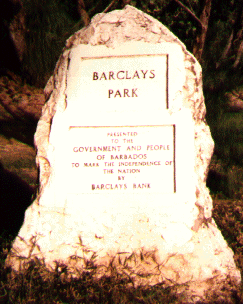 BARCLAYS
PARK
PRESENTED
TO THE
GOVERNMENT AND PEOPLE
OF BARBADOS
TO MARK THE INDEPENDENCE OF
THE NATION
BY
BARCLAYS BANK